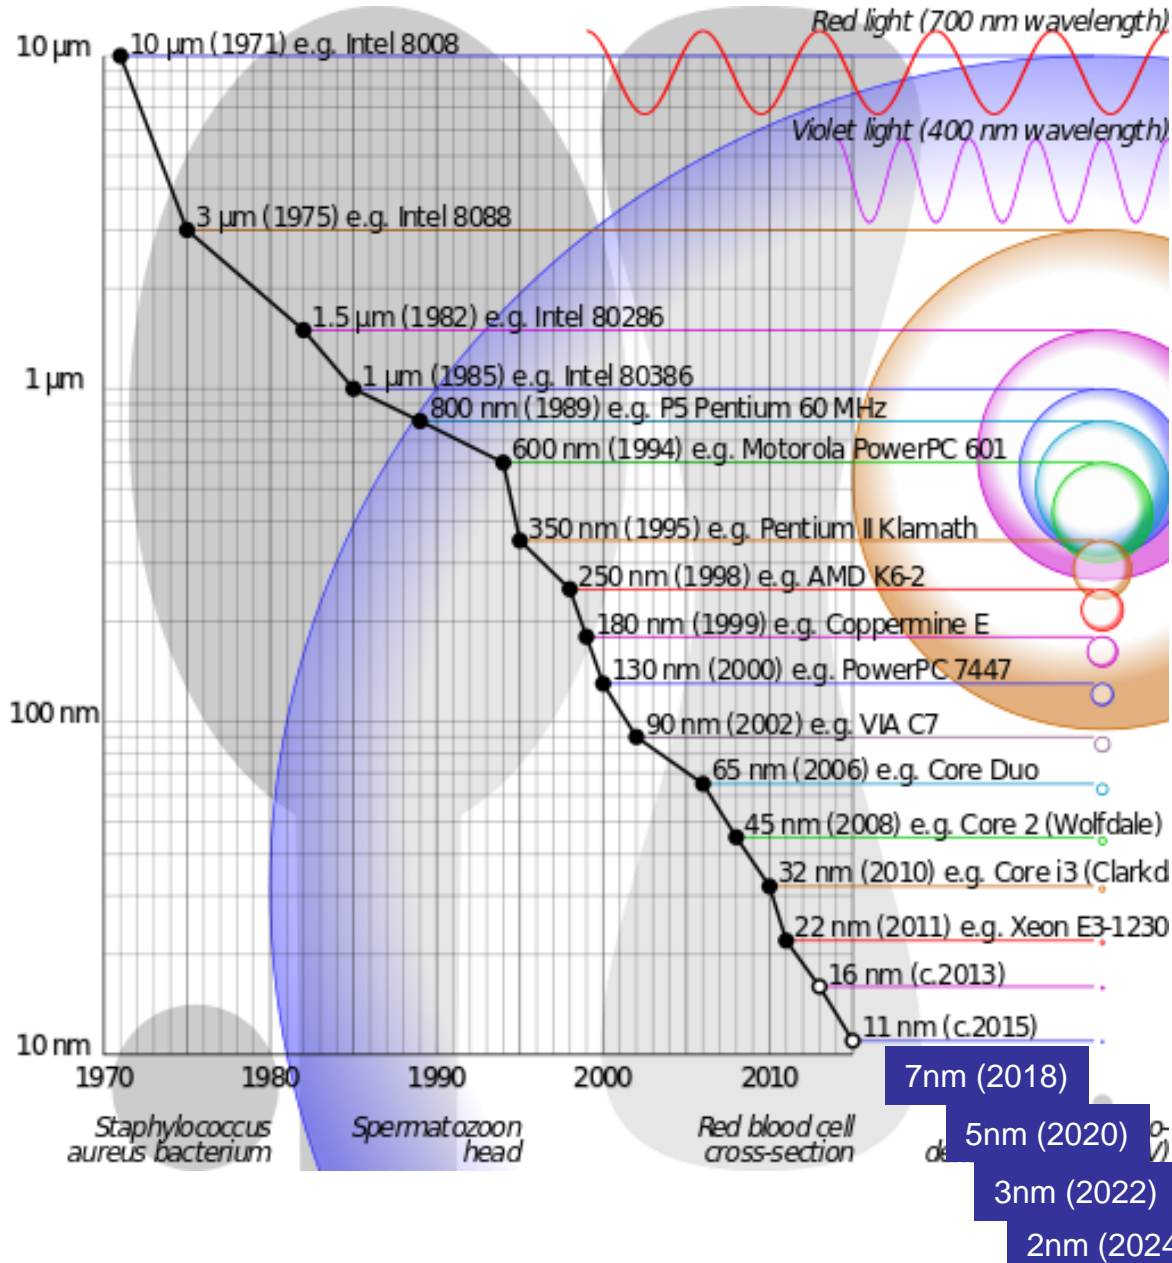 Red light (700 nm wavelength)
10 µm
10 µm (1971) e.g. Intel 8008
Violet light (400 nm wavelength)
3 µm (1975) e.g. Intel 8088
1.5 µm (1982) e.g. Intel 80286
1 µm
1 µm (1985) e.g. Intel 80386
800 nm (1989) e.g. P5 Pentium 60 MHz
600 nm (1994) e.g. Motorola PowerPC 601
350 nm (1995) e.g. Pentium II Klamath
250 nm (1998) e.g. AMD K6-2
180 nm (1999) e.g. Coppermine E
130 nm (2000) e.g. PowerPC 7447
100 nm
90 nm (2002) e.g. VIA C7
65 nm (2006) e.g. Core Duo
45 nm (2008) e.g. Core 2 (Wolfdale)
32 nm (2010) e.g. Core i3 (Clarkd
22 nm (2011) e.g. Xeon E3-1230
16 nm (c.2013)
11 nm (c.2015)
10 nm
1970 1980 1990 2000 2010
7nm (2018)
Staphylococcus
aureus bacterium
Spermatozoon
head
Red blood cell
cross-section
5nm (2020)
3nm (2022)
2nm (2024